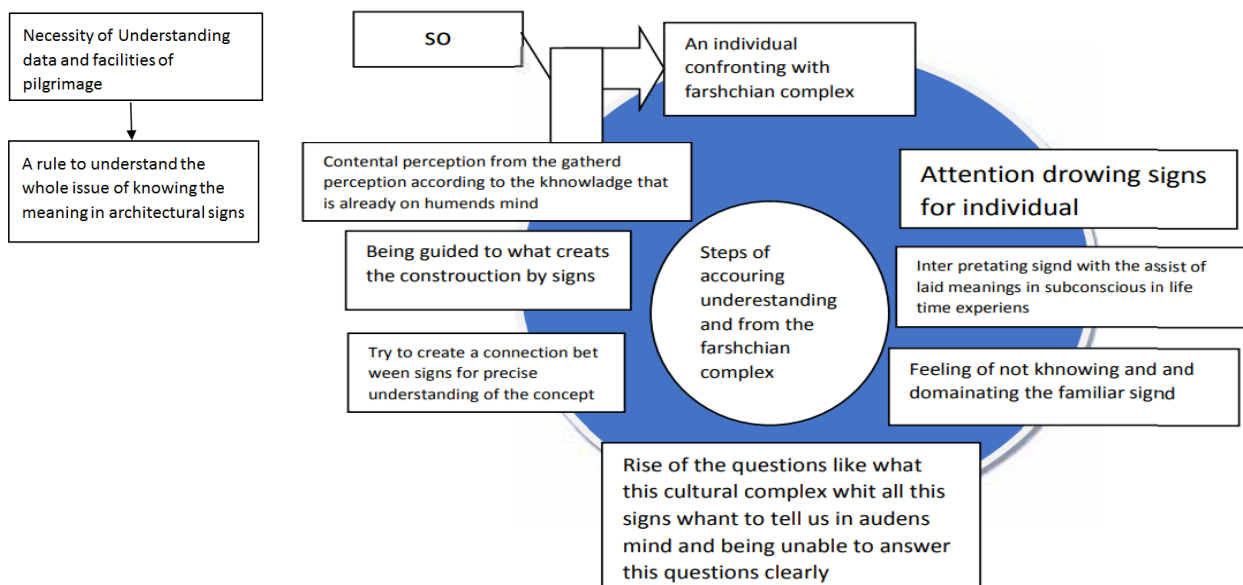 Necessity of Understanding
data and facilities of
pilgrimage
A rule to understand the
whole issue of knowing the
meaning in architectural signs
SO
An individual
confronting with
farshchian complex
Attention drowing signs
for individual
Inter pretating signd with the assist of
laid meanings in subconscious in life
time experiens
Feeling of not khnowing and and
domainating the familiar signd
Rise of the questions like what
this cultural complex whit all this
signs whant to tell us in audens
mind and being unable to answer
this questions clearly
Try to create a connection bet
ween signs for precise
understanding of the concept
Being guided to what creats
the construuction by signs
Contental perception from the gatherd
perception according to the khnowladge that
is already on humends mind
Steps of
accouring
underestanding
and from the
farshchian
complex